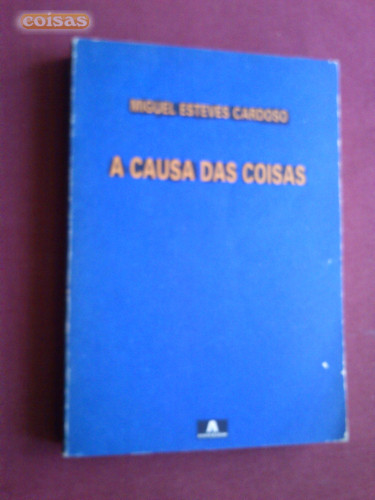 coisas
MIGUEL ESTEVES CARDOSO
A CAUSA DAS COISAS
A